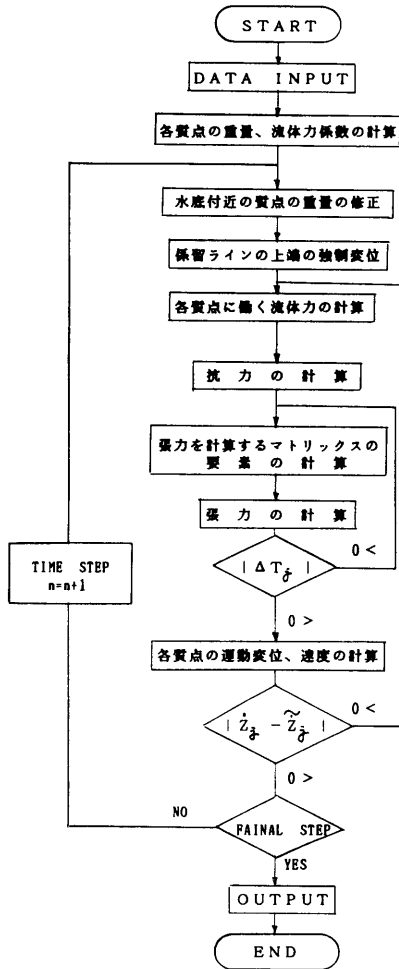 START
DATA INPUT
各質点の重量、流体力係数の計算
水底付近の質点の重量の修正
係留ラインの上端の強制変位
各質点に働く流体力の計算
抗力の計算
張力を計算するマトリックスの
要素の計算
張力の計算
| ΔTj |
0 <
0 >
TIME STEP
n=n+1
各質点の運動変位、速度の計算
| Żj - Z̃̇j |
0 <
0 >
NO
FAINAL STEP
YES
OUTPUT
END